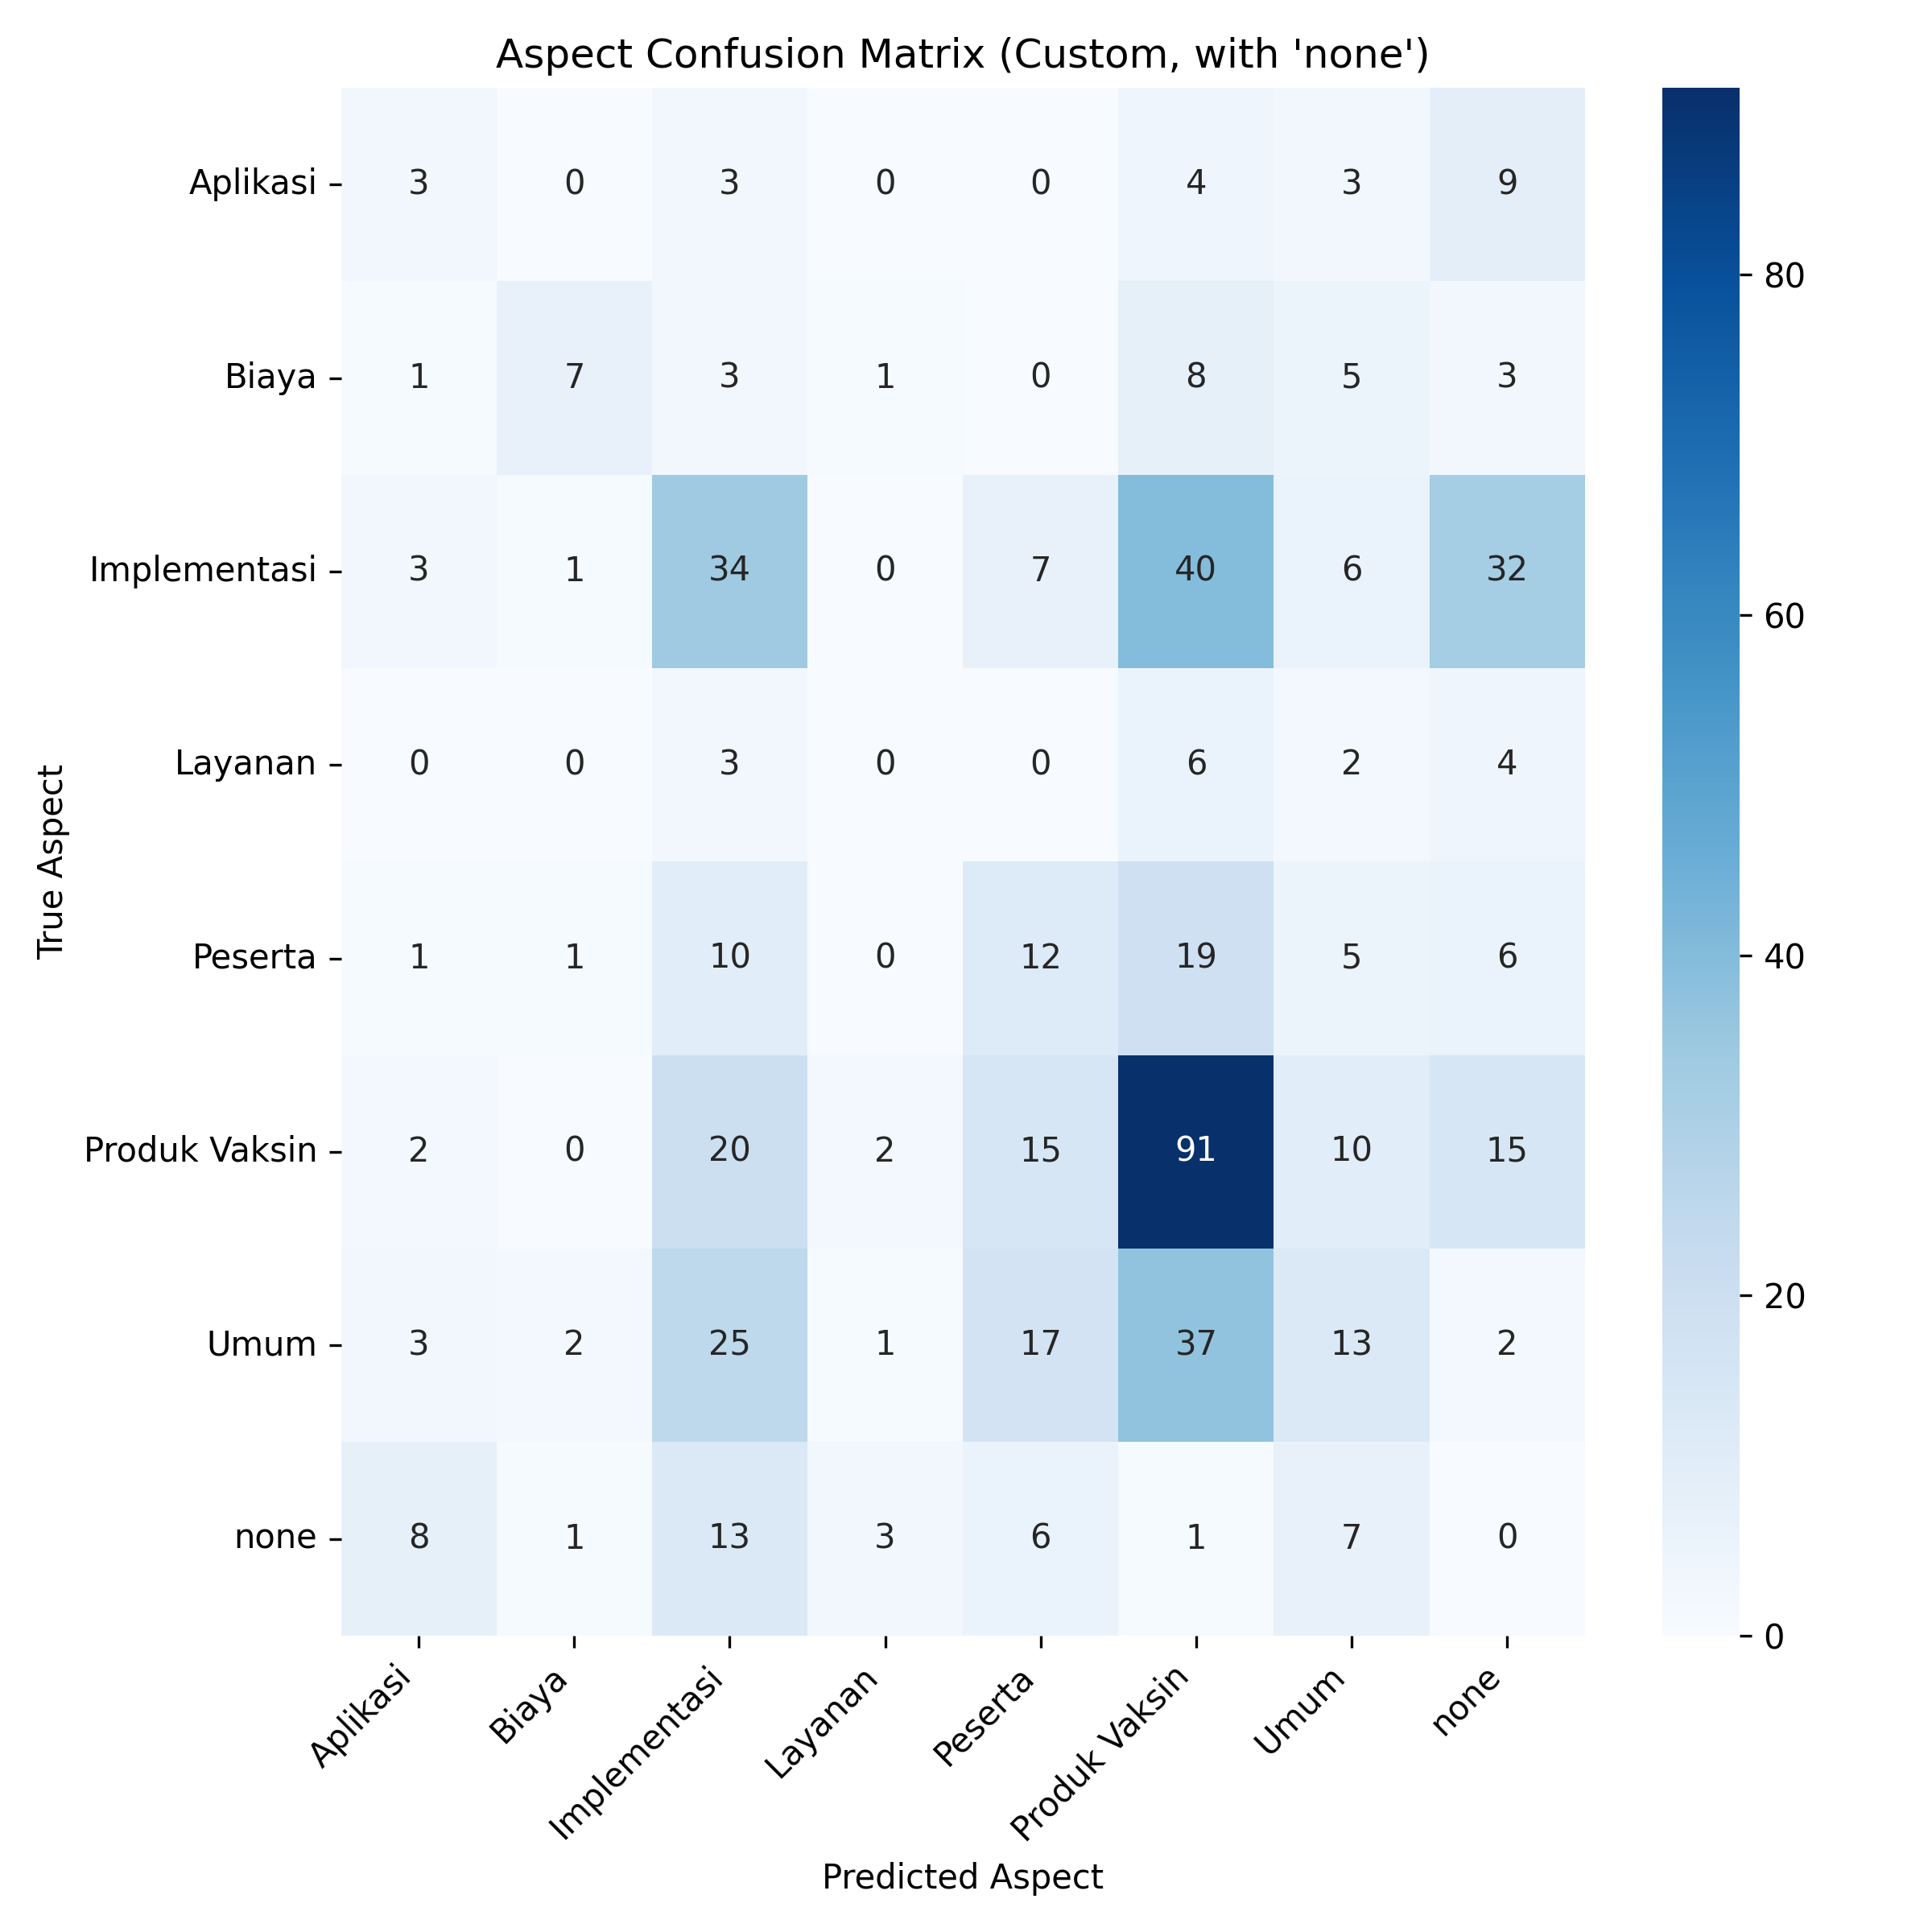 Aspect Confusion Matrix (Custom, with 'none')
True Aspect
Aplikasi 3 0 3 0 0 4 3 9
Biaya 1 7 3 1 0 8 5 3
Implementasi 3 1 34 0 7 40 6 32
Layanan 0 0 3 0 0 6 2 4
Peserta 1 1 10 0 12 19 5 6
Produk Vaksin 2 0 20 2 15 91 10 15
Umum 3 2 25 1 17 37 13 2
none 8 1 13 3 6 1 7 0
Aplikasi Biaya Implementasi Layanan Peserta Produk Vaksin Umum none
Predicted Aspect
80
60
40
20
0